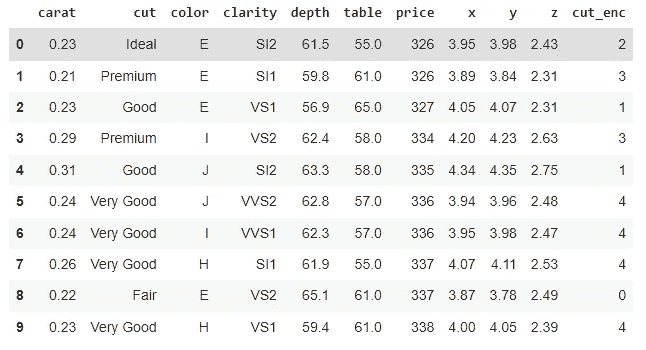 carat cut color clarity depth table price x y z cut_enc
0 0.23 Ideal E SI2 61.5 55.0 326 3.95 3.98 2.43 2
1 0.21 Premium E SI1 59.8 61.0 326 3.89 3.84 2.31 3
2 0.23 Good E VS1 56.9 65.0 327 4.05 4.07 2.31 1
3 0.29 Premium I VS2 62.4 58.0 334 4.20 4.23 2.63 3
4 0.31 Good J SI2 63.3 58.0 335 4.34 4.35 2.75 1
5 0.24 Very Good J VVS2 62.8 57.0 336 3.94 3.96 2.48 4
6 0.24 Very Good I VVS1 62.3 57.0 336 3.95 3.98 2.47 4
7 0.26 Very Good H SI1 61.9 55.0 337 4.07 4.11 2.53 4
8 0.22 Fair E VS2 65.1 61.0 337 3.87 3.78 2.49 0
9 0.23 Very Good H VS1 59.4 61.0 338 4.00 4.05 2.39 4